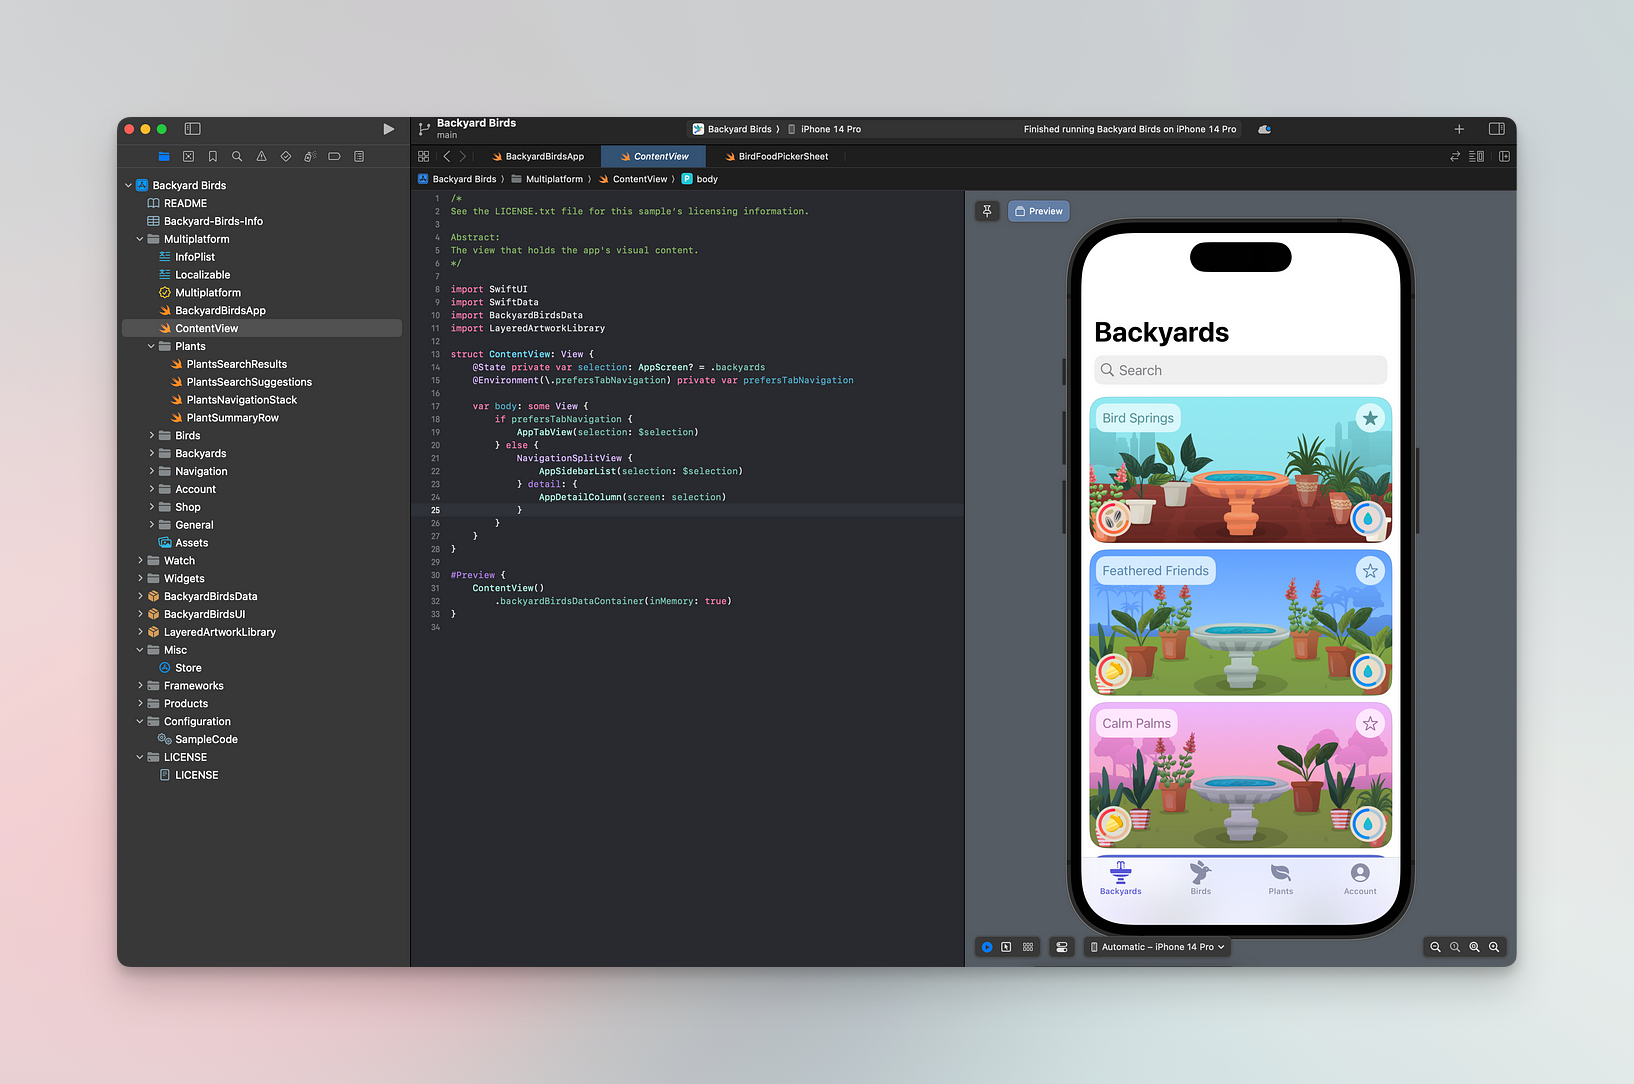 Backyard Birds
main
Backyard Birds
iPhone 14 Pro
Finished running Backyard Birds on iPhone 14 Pro
BackyardBirdsApp
ContentView
BirdFoodPickerSheet
Backyard Birds
Multiplatform
ContentView
P
body
Backyard Birds
README
Backyard-Birds-Info
Multiplatform
InfoPlist
Localizable
Multiplatform
BackyardBirdsApp
ContentView
Plants
PlantsSearchResults
PlantsSearchSuggestions
PlantsNavigationStack
PlantSummaryRow
Birds
Backyards
Navigation
Account
Shop
General
Assets
Watch
Widgets
BackyardBirdsData
BackyardBirdsUI
LayeredArtworkLibrary
Misc
Store
Frameworks
Products
Configuration
SampleCode
LICENSE
LICENSE
1 /*
2 See the LICENSE.txt file for this sample's licensing information.
3
4 Abstract:
5 The view that holds the app's visual content.
6 */
7
8 import SwiftUI
9 import SwiftData
10 import BackyardBirdsData
11 import LayeredArtworkLibrary
12
13 struct ContentView: View {
14 @State private var selection: AppScreen? = .backyards
15 @Environment(\.prefersTabNavigation) private var prefersTabNavigation
16
17 var body: some View {
18 if prefersTabNavigation {
19 AppTabView(selection: $selection)
20 } else {
21 NavigationSplitView {
22 AppSidebarList(selection: $selection)
23 } detail: {
24 AppDetailColumn(screen: selection)
25 }
26 }
27 }
28 }
29
30 #Preview {
31 ContentView()
32 .backyardBirdsDataContainer(inMemory: true)
33 }
34
Preview
Backyards
Search
Bird Springs
Feathered Friends
Calm Palms
Backyards
Birds
Plants
Account
Automatic – iPhone 14 Pro